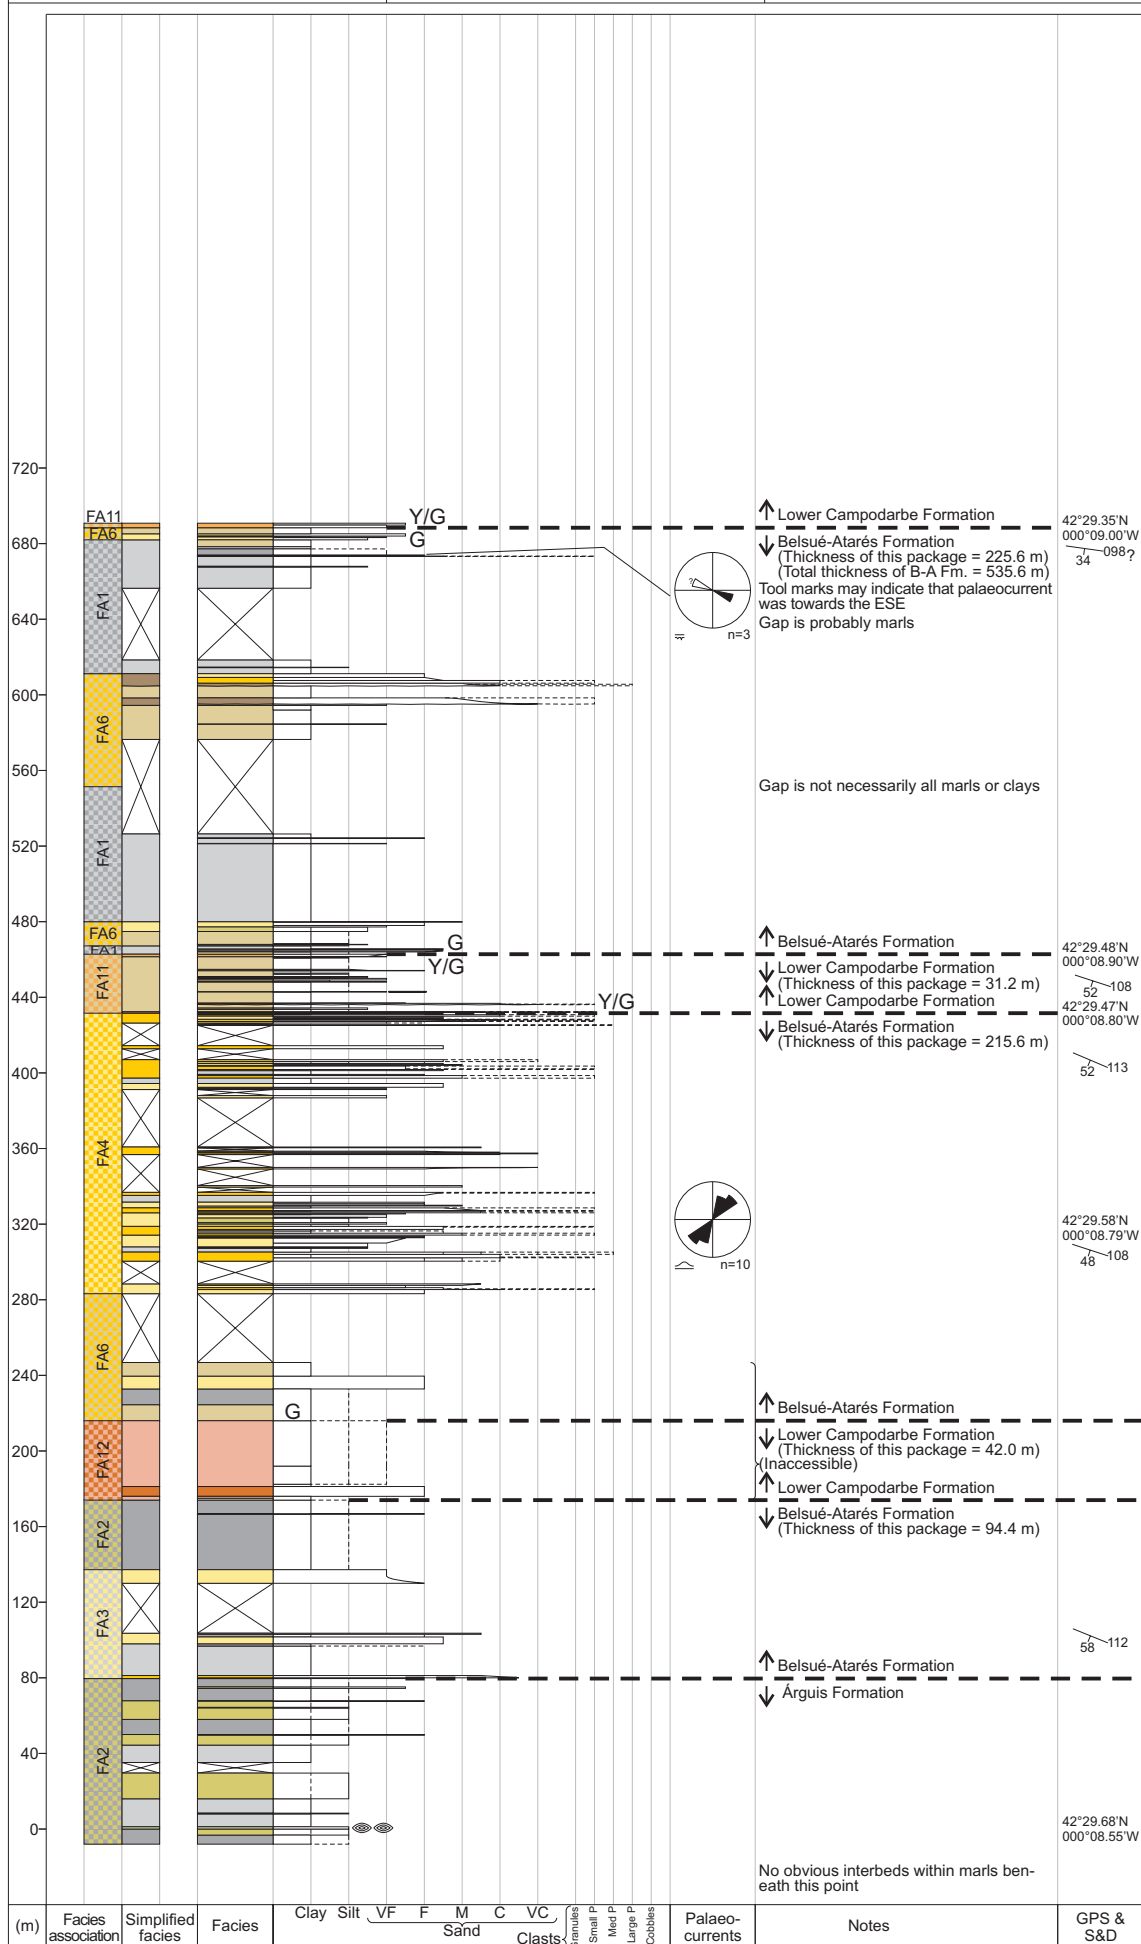 720
680
640
600
560
520
480
440
400
360
320
280
240
200
160
120
80
40
0
FA11
FA6
FA1
FA6
FA1
FA6
FA1
FA11
FA4
FA6
FA12
FA2
FA3
FA2
Y/G
G
G
Y/G
Y/G
G
?
n=3
n=10
Lower Campodarbe Formation
Belsué-Atarés Formation
(Thickness of this package = 225.6 m)
(Total thickness of B-A Fm. = 535.6 m)
Tool marks may indicate that palaeocurrent
was towards the ESE
Gap is probably marls
Gap is not necessarily all marls or clays
Belsué-Atarés Formation
Lower Campodarbe Formation
(Thickness of this package = 31.2 m)
Lower Campodarbe Formation
Belsué-Atarés Formation
(Thickness of this package = 215.6 m)
Belsué-Atarés Formation
Lower Campodarbe Formation
(Thickness of this package = 42.0 m)
(Inaccessible)
Lower Campodarbe Formation
Belsué-Atarés Formation
(Thickness of this package = 94.4 m)
Belsué-Atarés Formation
Árguis Formation
No obvious interbeds within marls ben-
eath this point
42°29.35'N
000°09.00'W
098?
34
42°29.48'N
000°08.90'W
108
52
42°29.47'N
000°08.80'W
113
52
42°29.58'N
000°08.79'W
108
48
112
58
42°29.68'N
000°08.55'W
(m)
Facies
association
Simplified
facies
Facies
Clay Silt VF F M C VC
Sand
Clasts
Granules
Small P
Med P
Large P
Cobbles
Palaeo-
currents
Notes
GPS &
S&D